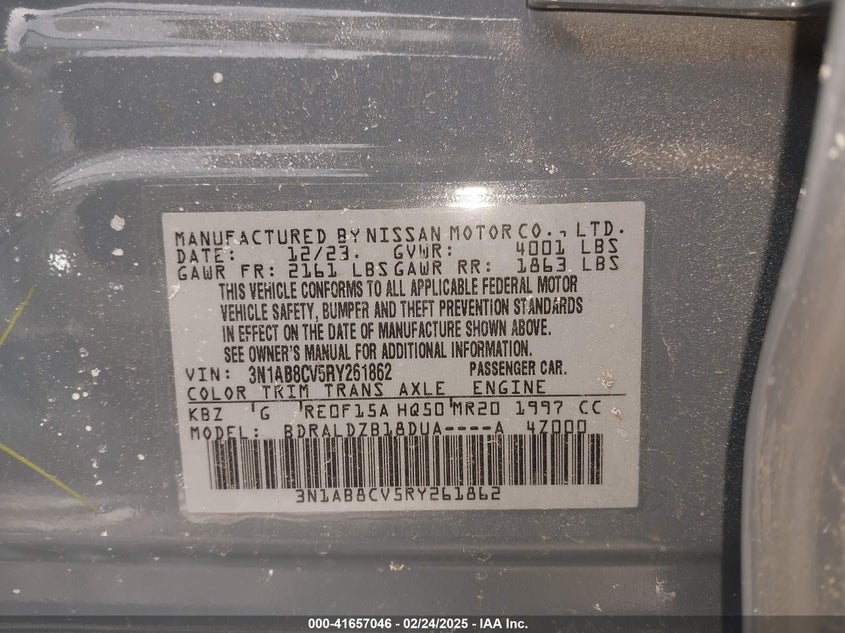 MANUFACTURED BY NISSAN MOTOR CO., LTD.
DATE: 12/23. GVWR: 4001 LBS
GAWR FR: 2161 LBS GAWR RR: 1863 LBS
THIS VEHICLE CONFORMS TO ALL APPLICABLE FEDERAL MOTOR
VEHICLE SAFETY, BUMPER AND THEFT PREVENTION STANDARDS
IN EFFECT ON THE DATE OF MANUFACTURE SHOWN ABOVE.
SEE OWNER'S MANUAL FOR ADDITIONAL INFORMATION.
VIN: 3N1AB8CV5RY261862 PASSENGER CAR.
COLOR TRIM TRANS AXLE ENGINE
KBZ 'G 'RE0F15A HQ50'MR20 1997 CC
MODEL: BDRALDZB18DUA----A 4Z000
3N1AB8CV5RY261862
000-41657046 - 02/24/2025 - IAA Inc.